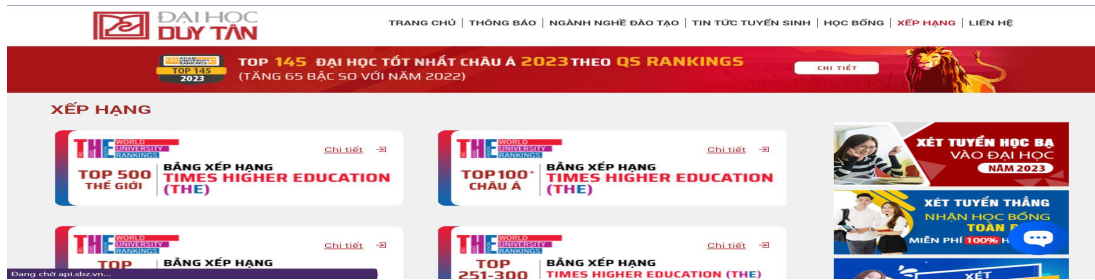 ĐẠI HỌC
DUY TÂN
TRANG CHỦ | THÔNG BÁO | NGÀNH NGHỀ ĐÀO TẠO | TIN TỨC TUYỂN SINH | HỌC BỔNG | XẾP HẠNG | LIÊN HỆ
ASIAN
UNIVERSITY
RANKINGS
TOP 145
2023
TOP 145 ĐẠI HỌC TỐT NHẤT CHÂU Á 2023 THEO QS RANKINGS
(TĂNG 65 BẬC SO VỚI NĂM 2022)
CHI TIẾT
XẾP HẠNG
THE WORLD
UNIVERSITY
RANKINGS
Chi tiết
TOP 500
THẾ GIỚI
BẢNG XẾP HẠNG
TIMES HIGHER EDUCATION
(THE)
THE WORLD
UNIVERSITY
RANKINGS
Chi tiết
TOP 100+
CHÂU Á
BẢNG XẾP HẠNG
TIMES HIGHER EDUCATION
(THE)
XÉT TUYỂN HỌC BẠ
VÀO ĐẠI HỌC
NĂM 2023
XÉT TUYỂN THẲNG
NHẬN HỌC BỔNG
TOÀN
MIỄN PHÍ 100%
THE WORLD
UNIVERSITY
RANKINGS
Chi tiết
TOP
BẢNG XẾP HẠNG
THE WORLD
UNIVERSITY
RANKINGS
Chi tiết
TOP
251-300
BẢNG XẾP HẠNG
TIMES HIGHER EDUCATION (THE)
XÉT
Đang chờ api.sbz.vn...